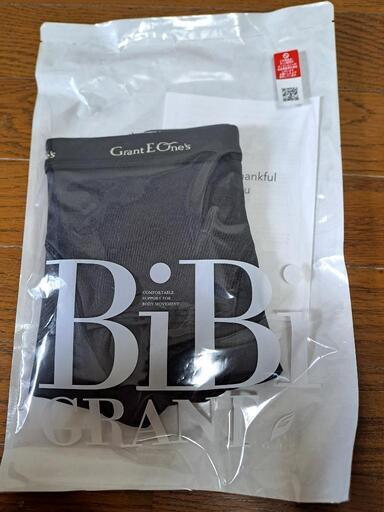 Grant E One's
ankful
BiBi
COMFORTABLE
SUPPORT FOR
BODY MOVEMENT
GRANT